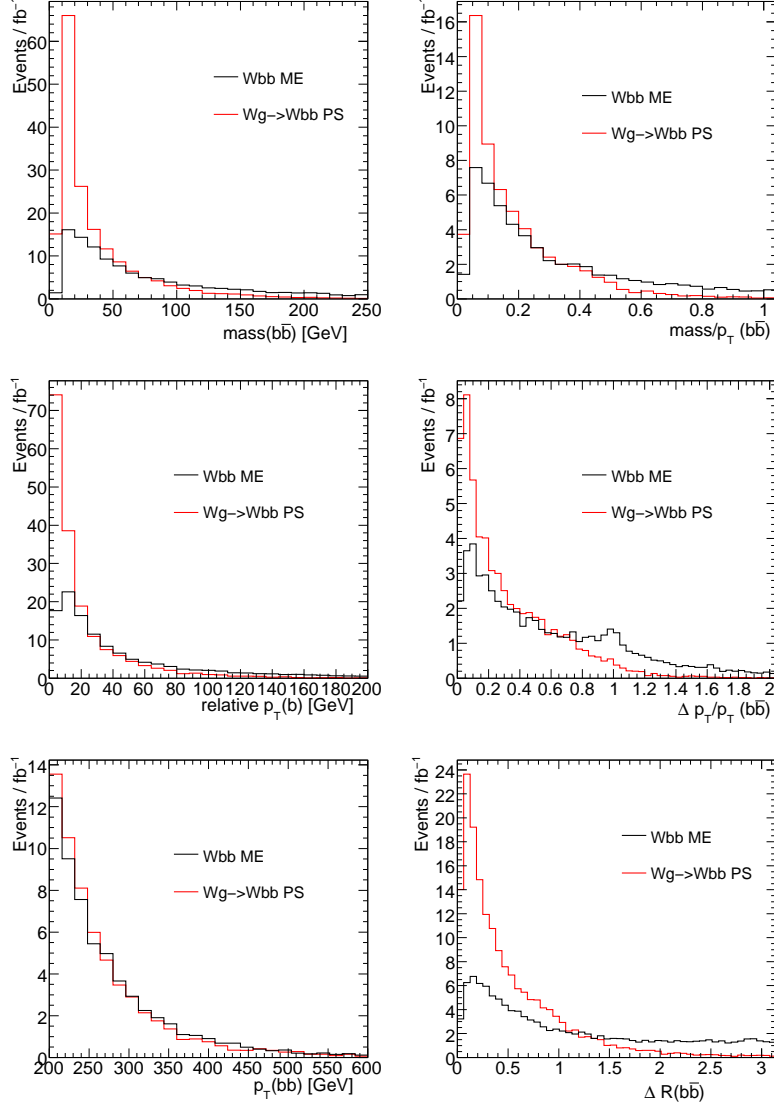 Events / fb⁻¹
60
50
40
30
20
10
0
Wbb ME
Wg->Wbb PS
0 50 100 150 200 250
mass(bb̅) [GeV]
Events / fb⁻¹
16
14
12
10
8
6
4
2
0
Wbb ME
Wg->Wbb PS
0.2 0.4 0.6 0.8 1
mass/p_T (bb̅)
Events / fb⁻¹
70
60
50
40
30
20
10
0
Wbb ME
Wg->Wbb PS
0 20 40 60 80 100 120 140 160 180 200
relative p_T(b) [GeV]
Events / fb⁻¹
8
7
6
5
4
3
2
1
0
Wbb ME
Wg->Wbb PS
0 0.2 0.4 0.6 0.8 1 1.2 1.4 1.6 1.8 2
Δ p_T/p_T (bb̅)
Events / fb⁻¹
14
12
10
8
6
4
2
0
Wbb ME
Wg->Wbb PS
200 250 300 350 400 450 500 550 600
p_T(bb) [GeV]
Events / fb⁻¹
24
22
20
18
16
14
12
10
8
6
4
2
0
Wbb ME
Wg->Wbb PS
0 0.5 1 1.5 2 2.5 3
Δ R(bb̅)